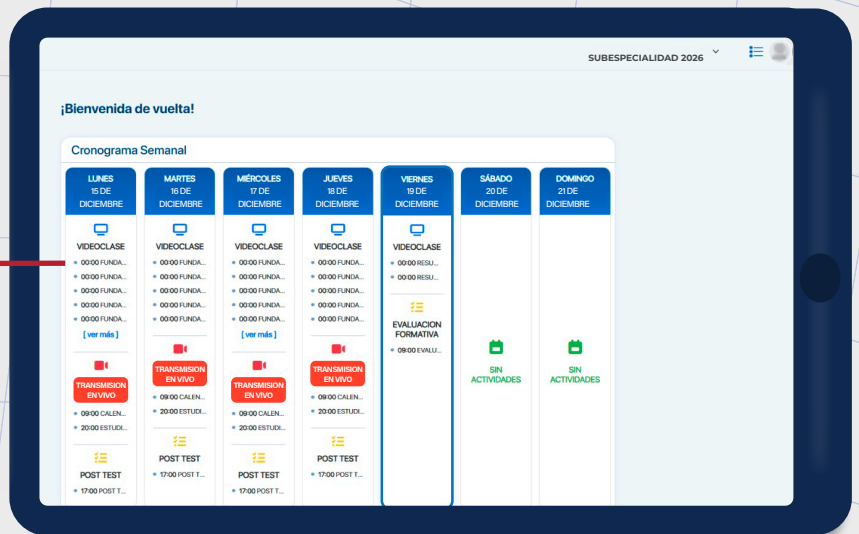 SUBESPECIALIDAD 2026
¡Bienvenida de vuelta!
Cronograma Semanal
LUNES
15 DE
DICIEMBRE
VIDEOCLASE
00:00 FUNDA...
00:00 FUNDA...
00:00 FUNDA...
00:00 FUNDA...
00:00 FUNDA...
[ ver más ]
TRANSMISION
EN VIVO
09:00 CALEN...
20:00 ESTUDI...
POST TEST
17:00 POST T...
MARTES
16 DE
DICIEMBRE
VIDEOCLASE
00:00 FUNDA...
00:00 FUNDA...
00:00 FUNDA...
00:00 FUNDA...
00:00 FUNDA...
TRANSMISION
EN VIVO
09:00 CALEN...
20:00 ESTUDI...
POST TEST
17:00 POST T...
MIÉRCOLES
17 DE
DICIEMBRE
VIDEOCLASE
00:00 FUNDA...
00:00 FUNDA...
00:00 FUNDA...
00:00 FUNDA...
00:00 FUNDA...
[ ver más ]
TRANSMISION
EN VIVO
09:00 CALEN...
20:00 ESTUDI...
POST TEST
17:00 POST T...
JUEVES
18 DE
DICIEMBRE
VIDEOCLASE
00:00 FUNDA...
00:00 FUNDA...
00:00 FUNDA...
00:00 FUNDA...
00:00 FUNDA...
TRANSMISION
EN VIVO
09:00 CALEN...
20:00 ESTUDI...
POST TEST
17:00 POST T...
VIERNES
19 DE
DICIEMBRE
VIDEOCLASE
00:00 RESU...
00:00 RESU...
EVALUACION
FORMATIVA
09:00 EVALU...
SÁBADO
20 DE
DICIEMBRE
SIN
ACTIVIDADES
DOMINGO
21 DE
DICIEMBRE
SIN
ACTIVIDADES